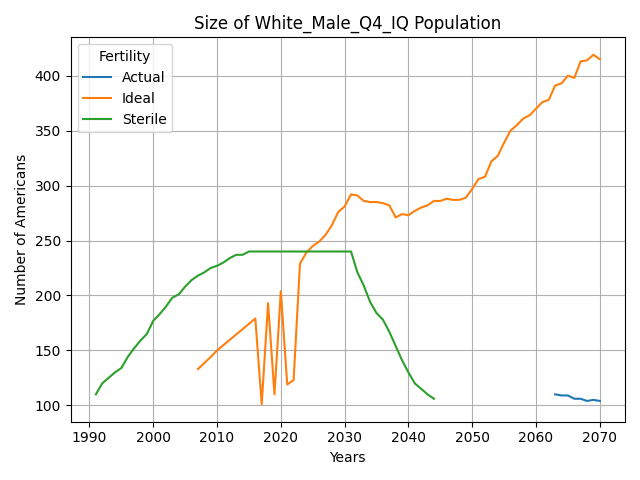 Size of White_Male_Q4_IQ Population
Fertility
Actual
Ideal
Sterile
Number of Americans
400
350
300
250
200
150
100
1990
2000
2010
2020
2030
2040
2050
2060
2070
Years